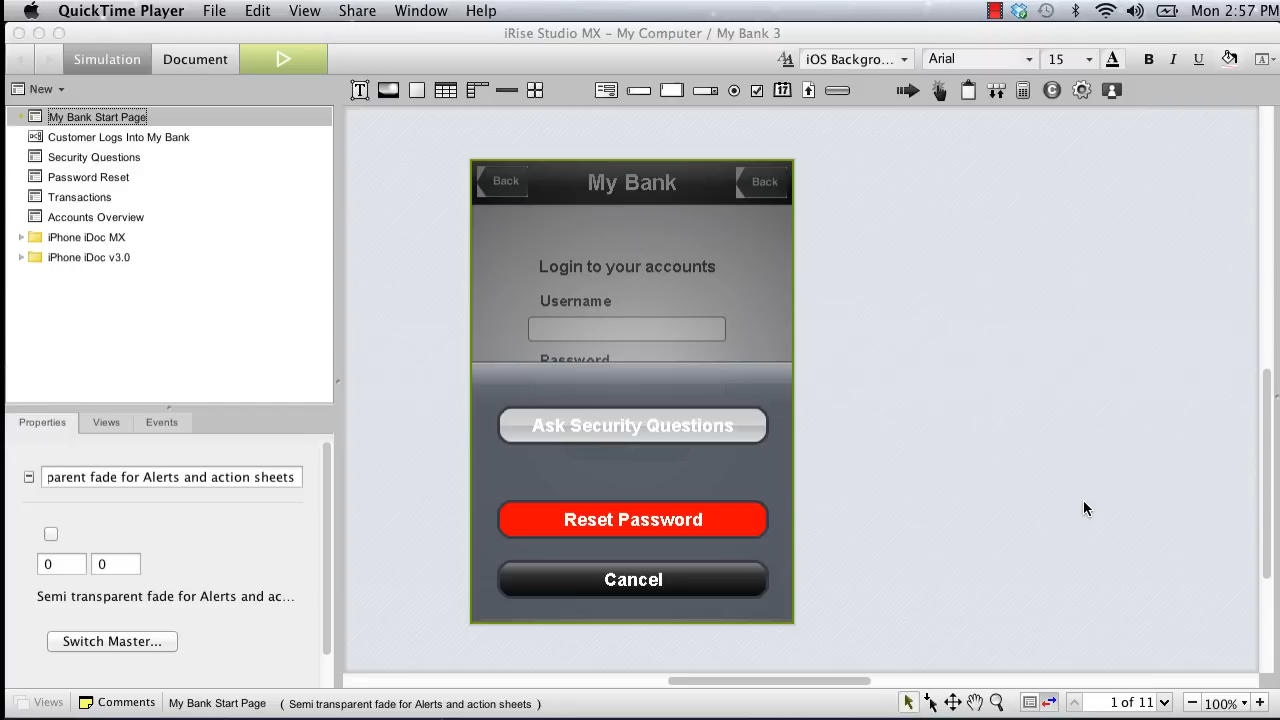 QuickTime Player File Edit View Share Window Help Mon 2:57 PM
iRise Studio MX – My Computer / My Bank 3
Simulation Document iOS Backgro... Arial 15 B I U
New
My Bank Start Page
Customer Logs Into My Bank
Security Questions
Password Reset
Transactions
Accounts Overview
iPhone iDoc MX
iPhone iDoc v3.0
Back My Bank Back
Login to your accounts
Username
Password
Ask Security Questions
Reset Password
Cancel
Properties Views Events
parent fade for Alerts and action sheets
0 0
Semi transparent fade for Alerts and ac...
Switch Master...
Views Comments My Bank Start Page ( Semi transparent fade for Alerts and action sheets ) 1 of 11 100%